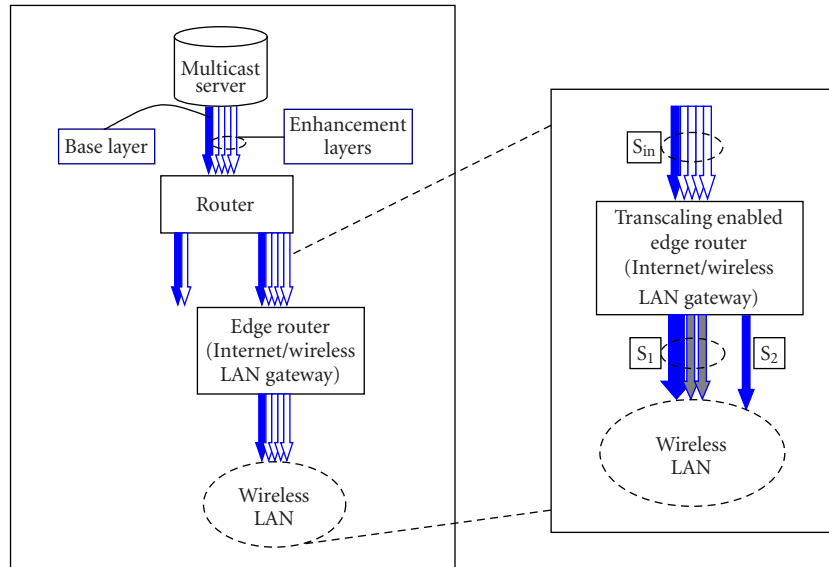 Multicast
server
Base layer
Enhancement
layers
Router
Edge router
(Internet/wireless
LAN gateway)
Wireless
LAN
Sin
Transcaling enabled
edge router
(Internet/wireless
LAN gateway)
S1
S2
Wireless
LAN